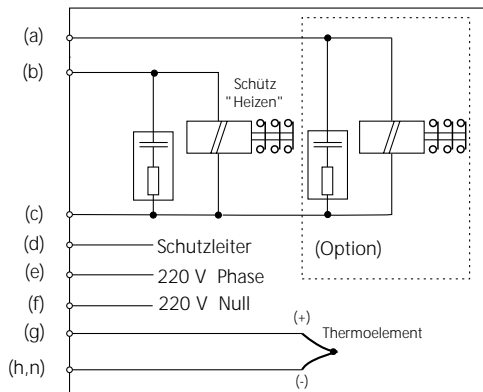 (a)
(b)
Schütz
"Heizen"
(c)
(d) Schutzleiter
(Option)
(e) 220 V Phase
(f) 220 V Null
(g) (+) Thermoelement
(h,n) (-)